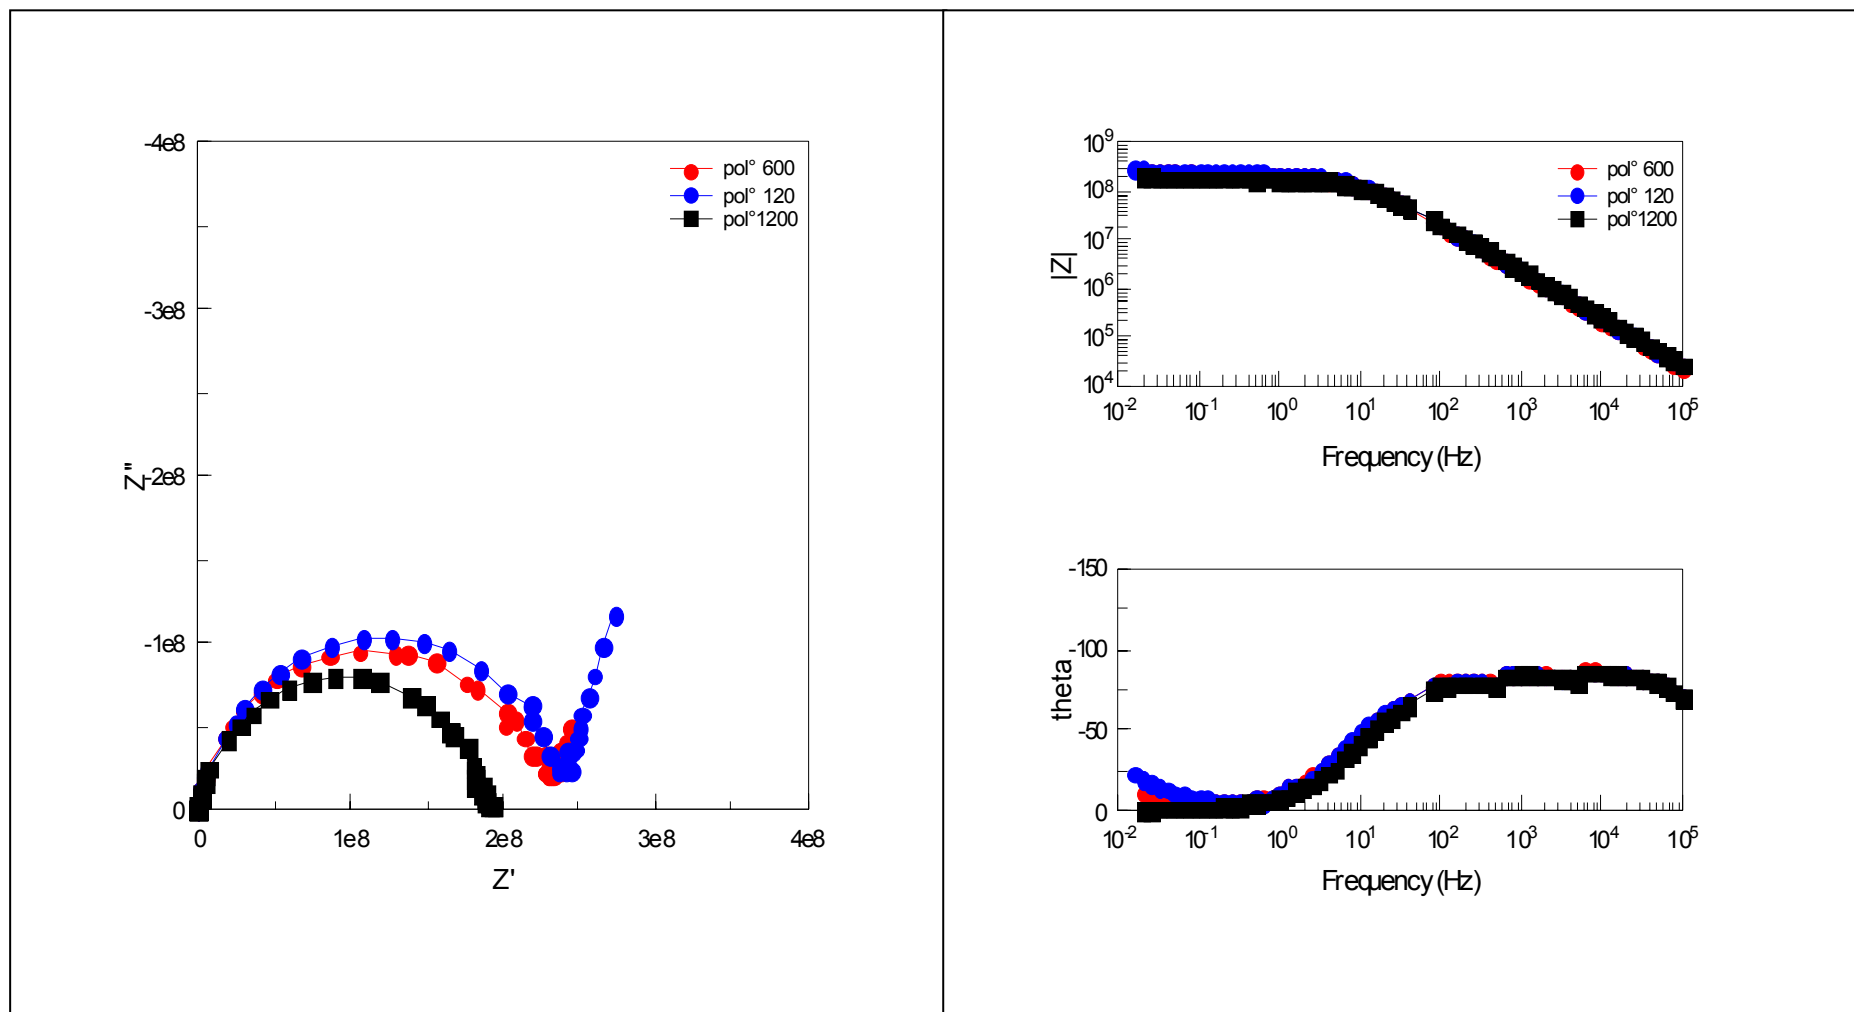 -4e8
pol° 600
pol° 120
pol°1200
-3e8
Z''
-2e8
-1e8
0
0
1e8
2e8
3e8
4e8
Z'
10⁹
10⁸
10⁷
10⁶
10⁵
10⁴
|Z|
pol° 600
pol° 120
pol°1200
10⁻² 10⁻¹ 10⁰ 10¹ 10² 10³ 10⁴ 10⁵
Frequency (Hz)
-150
-100
-50
0
theta
10⁻² 10⁻¹ 10⁰ 10¹ 10² 10³ 10⁴ 10⁵
Frequency (Hz)